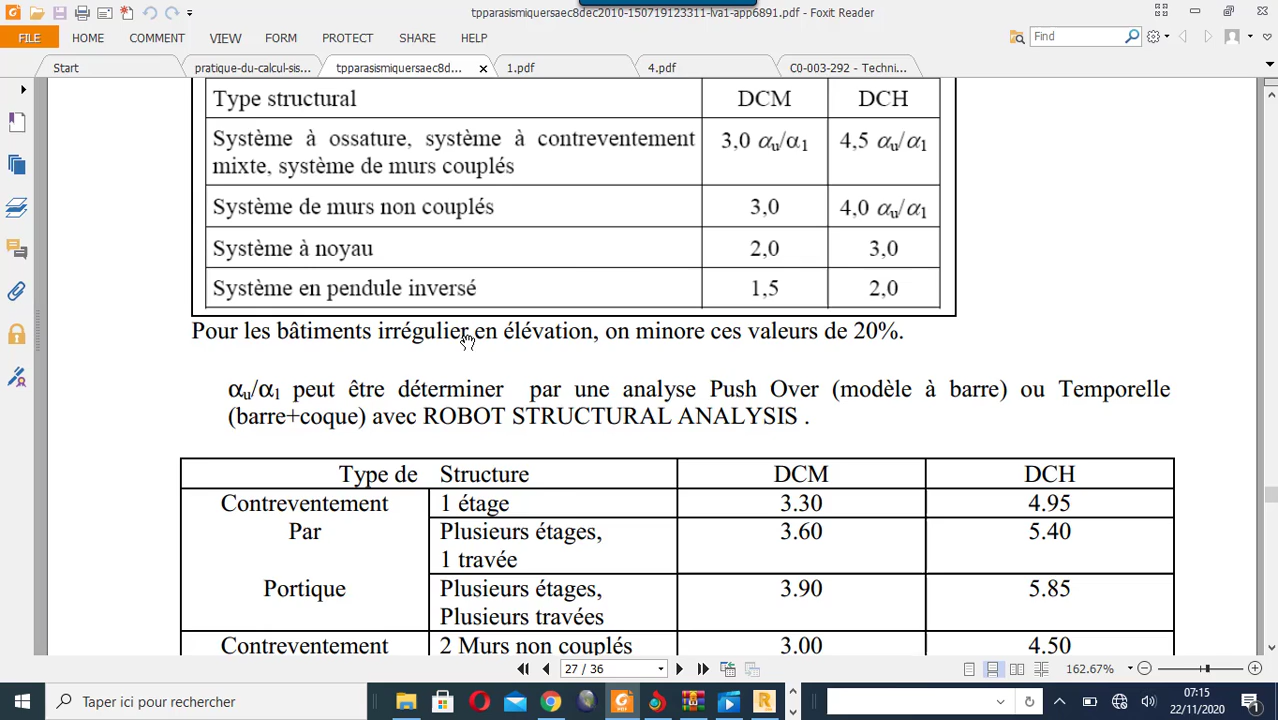 tpparasismiquersaec8dec2010-150719123311-lva1-app6891.pdf - Foxit Reader
FILE HOME COMMENT VIEW FORM PROTECT SHARE HELP Find
Start pratique-du-calcul-sis... tpparasismiquersaec8d... 1.pdf 4.pdf C0-003-292 - Techni...
Type structural DCM DCH
Système à ossature, système à contreventement 3,0 αu/α1 4,5 αu/α1
mixte, système de murs couplés
Système de murs non couplés 3,0 4,0 αu/α1
Système à noyau 2,0 3,0
Système en pendule inversé 1,5 2,0
Pour les bâtiments irrégulier en élévation, on minore ces valeurs de 20%.
αu/α1 peut être déterminer par une analyse Push Over (modèle à barre) ou Temporelle
(barre+coque) avec ROBOT STRUCTURAL ANALYSIS .
Type de Structure DCM DCH
Contreventement 1 étage 3.30 4.95
Par Plusieurs étages, 3.60 5.40
1 travée
Portique Plusieurs étages, 3.90 5.85
Plusieurs travées
Contreventement 2 Murs non couplés 3.00 4.50
27 / 36 162.67%
Taper ici pour rechercher
07:15
22/11/2020